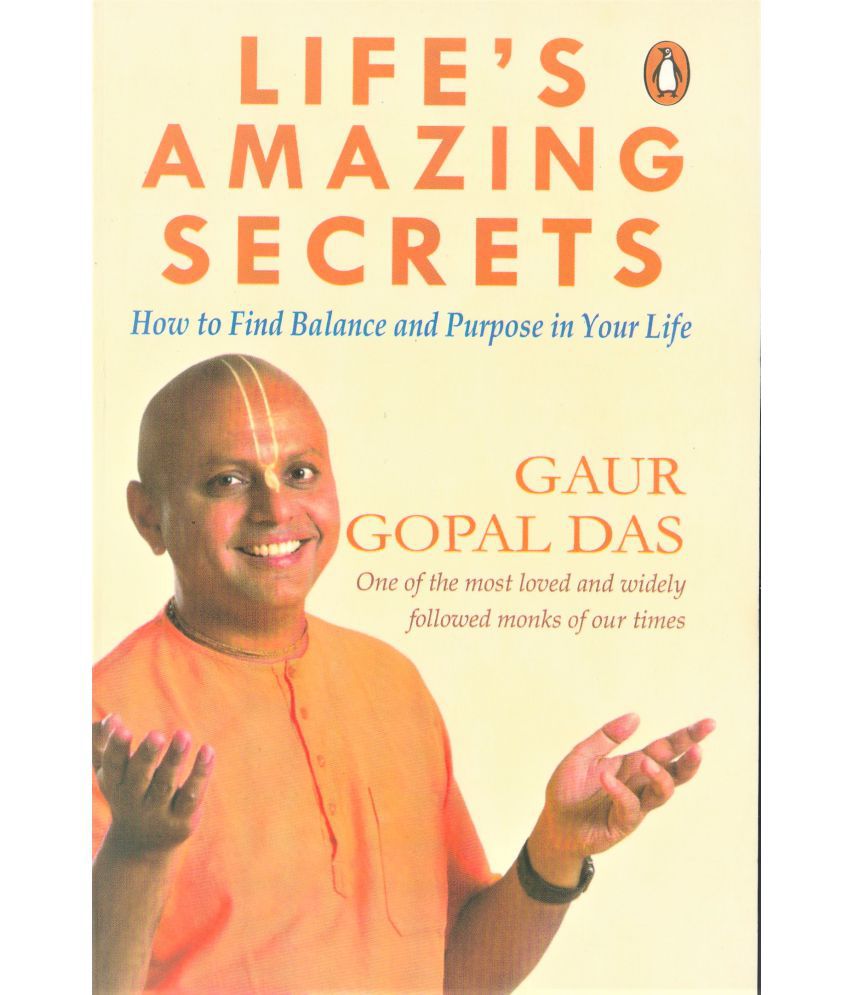 LIFE'S
AMAZING
SECRETS
How to Find Balance and Purpose in Your Life
GAUR
GOPAL DAS
One of the most loved and widely
followed monks of our times